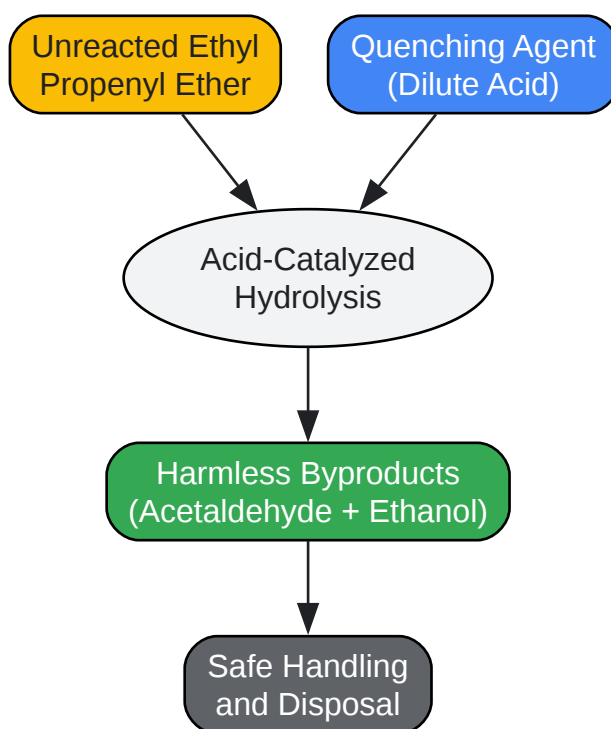 Unreacted Ethyl
Propenyl Ether
Quenching Agent
(Dilute Acid)
Acid-Catalyzed
Hydrolysis
Harmless Byproducts
(Acetaldehyde + Ethanol)
Safe Handling
and Disposal